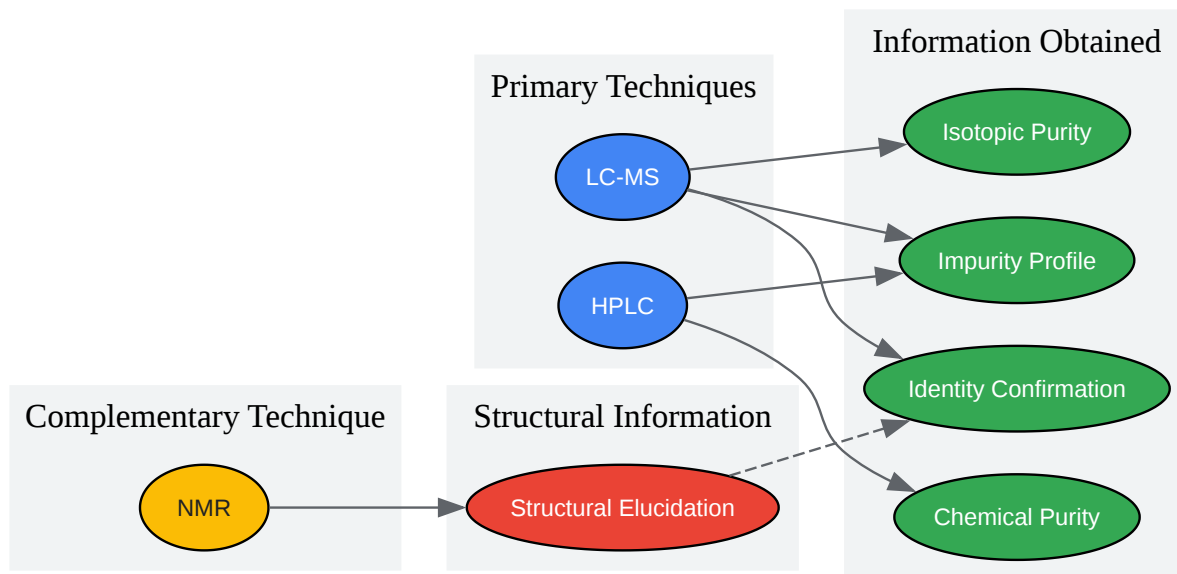 Information Obtained
Primary Techniques
Isotopic Purity
LC-MS
Impurity Profile
HPLC
Identity Confirmation
Complementary Technique
Structural Information
NMR
Structural Elucidation
Chemical Purity